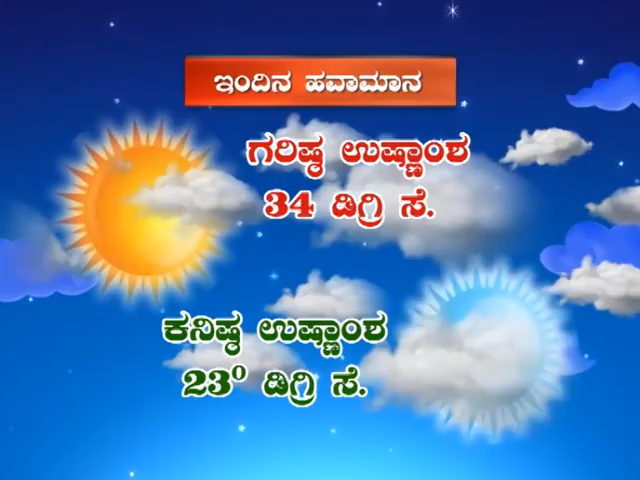 ಇಂದಿನ ಹವಾಮಾನ
ಗರಿಷ್ಠ ಉಷ್ಣಾಂಶ
34 ಡಿಗ್ರಿ ಸೆ.
ಕನಿಷ್ಠ ಉಷ್ಣಾಂಶ
23⁰ ಡಿಗ್ರಿ ಸೆ.